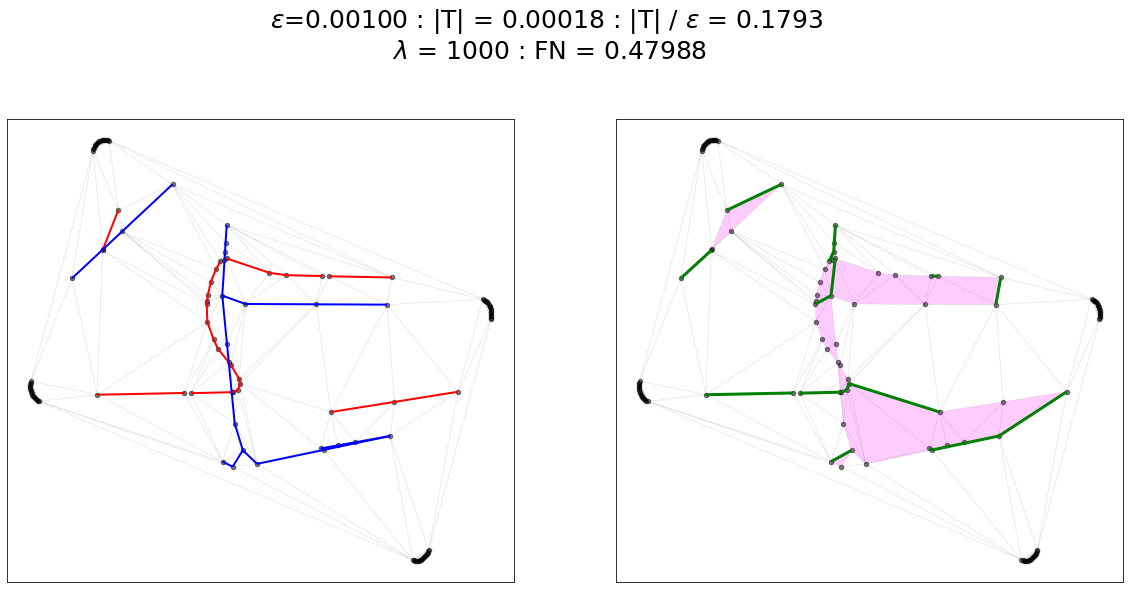 ε=0.00100 : |T| = 0.00018 : |T| / ε = 0.1793
λ = 1000 : FN = 0.47988